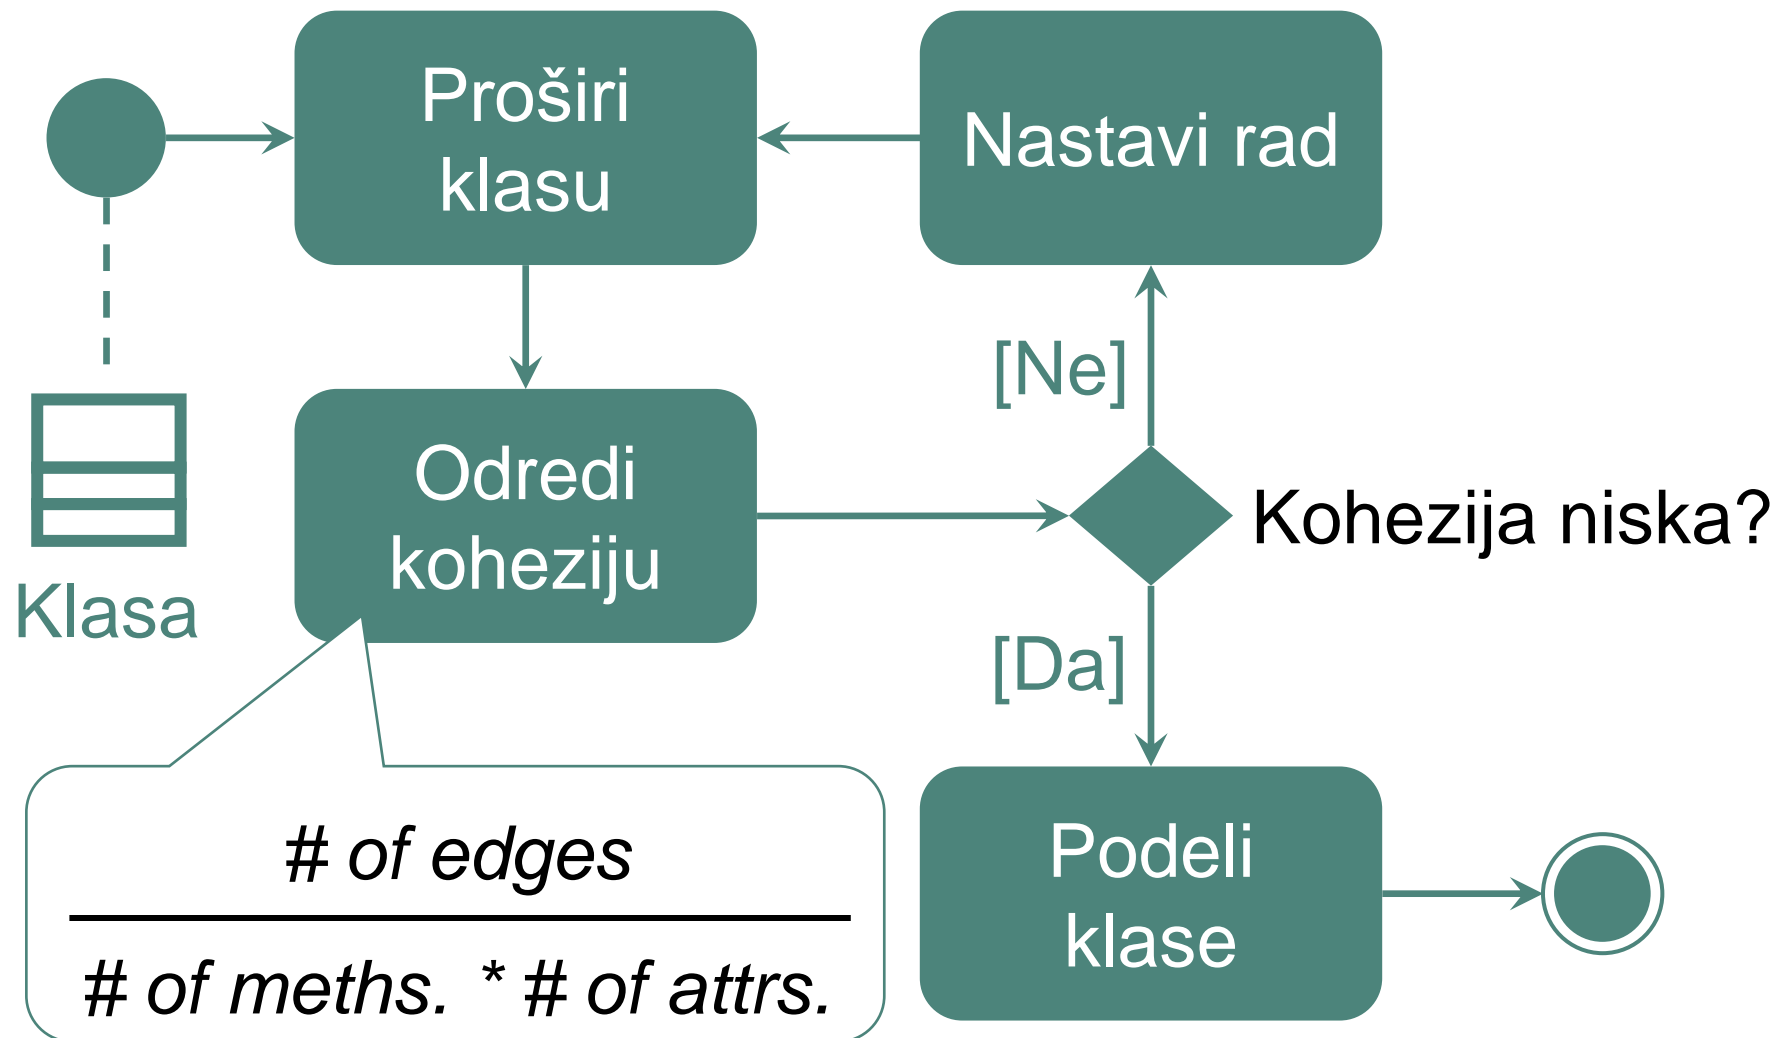 Proširi
klasu
Nastavi rad
[Ne]
Odredi
koheziju
Kohezija niska?
Klasa
[Da]
# of edges
# of meths. * # of attrs.
Podeli
klase